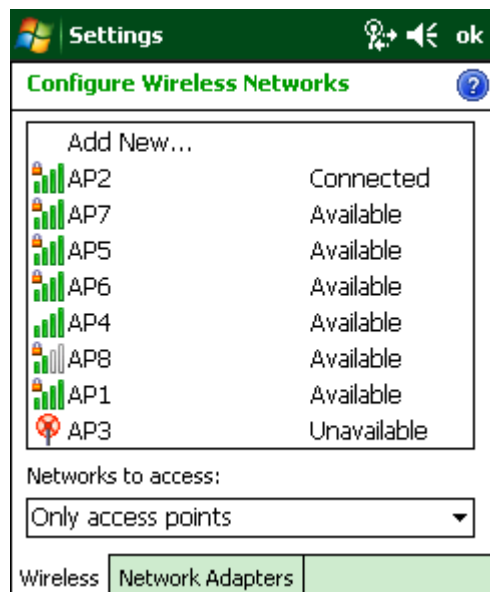 Settings ok
Configure Wireless Networks ?
Add New...
AP2 Connected
AP7 Available
AP5 Available
AP6 Available
AP4 Available
AP8 Available
AP1 Available
AP3 Unavailable
Networks to access:
Only access points
Wireless Network Adapters